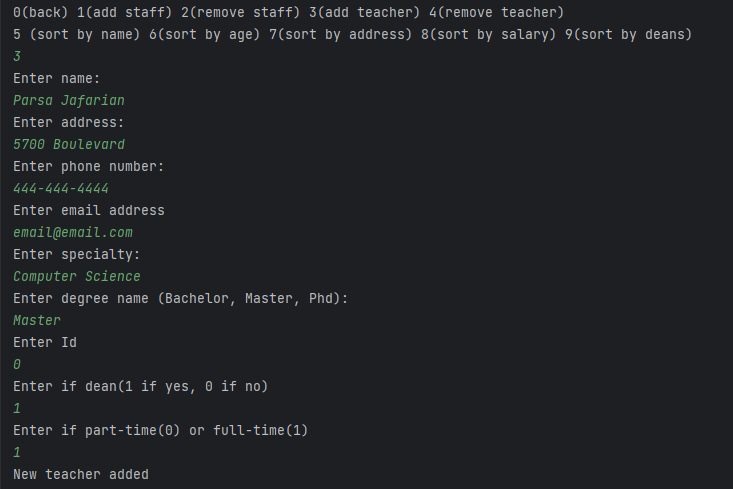 0(back) 1(add staff) 2(remove staff) 3(add teacher) 4(remove teacher)
5 (sort by name) 6(sort by age) 7(sort by address) 8(sort by salary) 9(sort by deans)
3
Enter name:
Parsa Jafarian
Enter address:
5700 Boulevard
Enter phone number:
444-444-4444
Enter email address
email@email.com
Enter specialty:
Computer Science
Enter degree name (Bachelor, Master, Phd):
Master
Enter Id
0
Enter if dean(1 if yes, 0 if no)
1
Enter if part-time(0) or full-time(1)
1
New teacher added